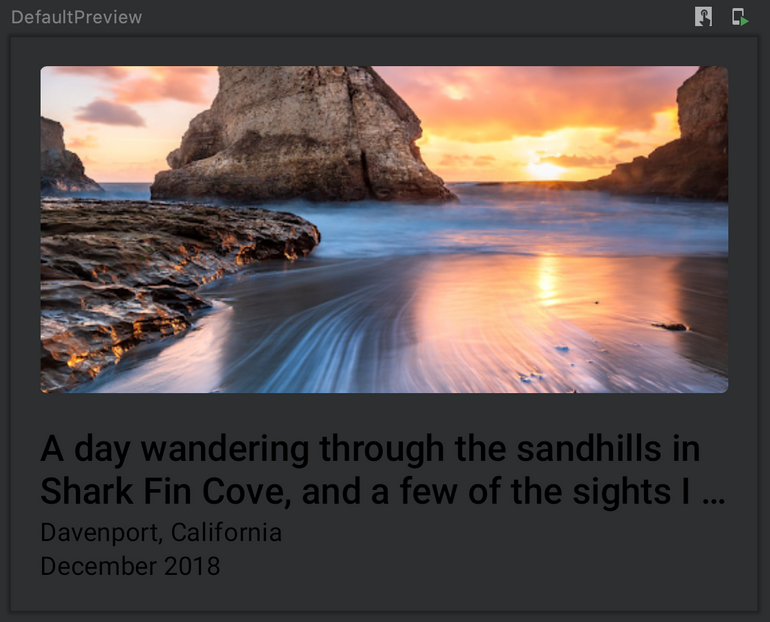 DefaultPreview
A day wandering through the sandhills in
Shark Fin Cove, and a few of the sights I …
Davenport, California
December 2018